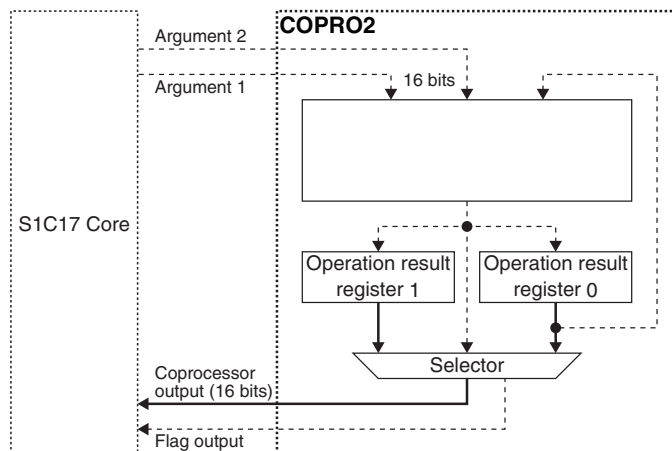 COPRO2
Argument 2
16 bits
Argument 1
S1C17 Core
Operation result
register 1
Operation result
register 0
Selector
Coprocessor
output (16 bits)
Flag output